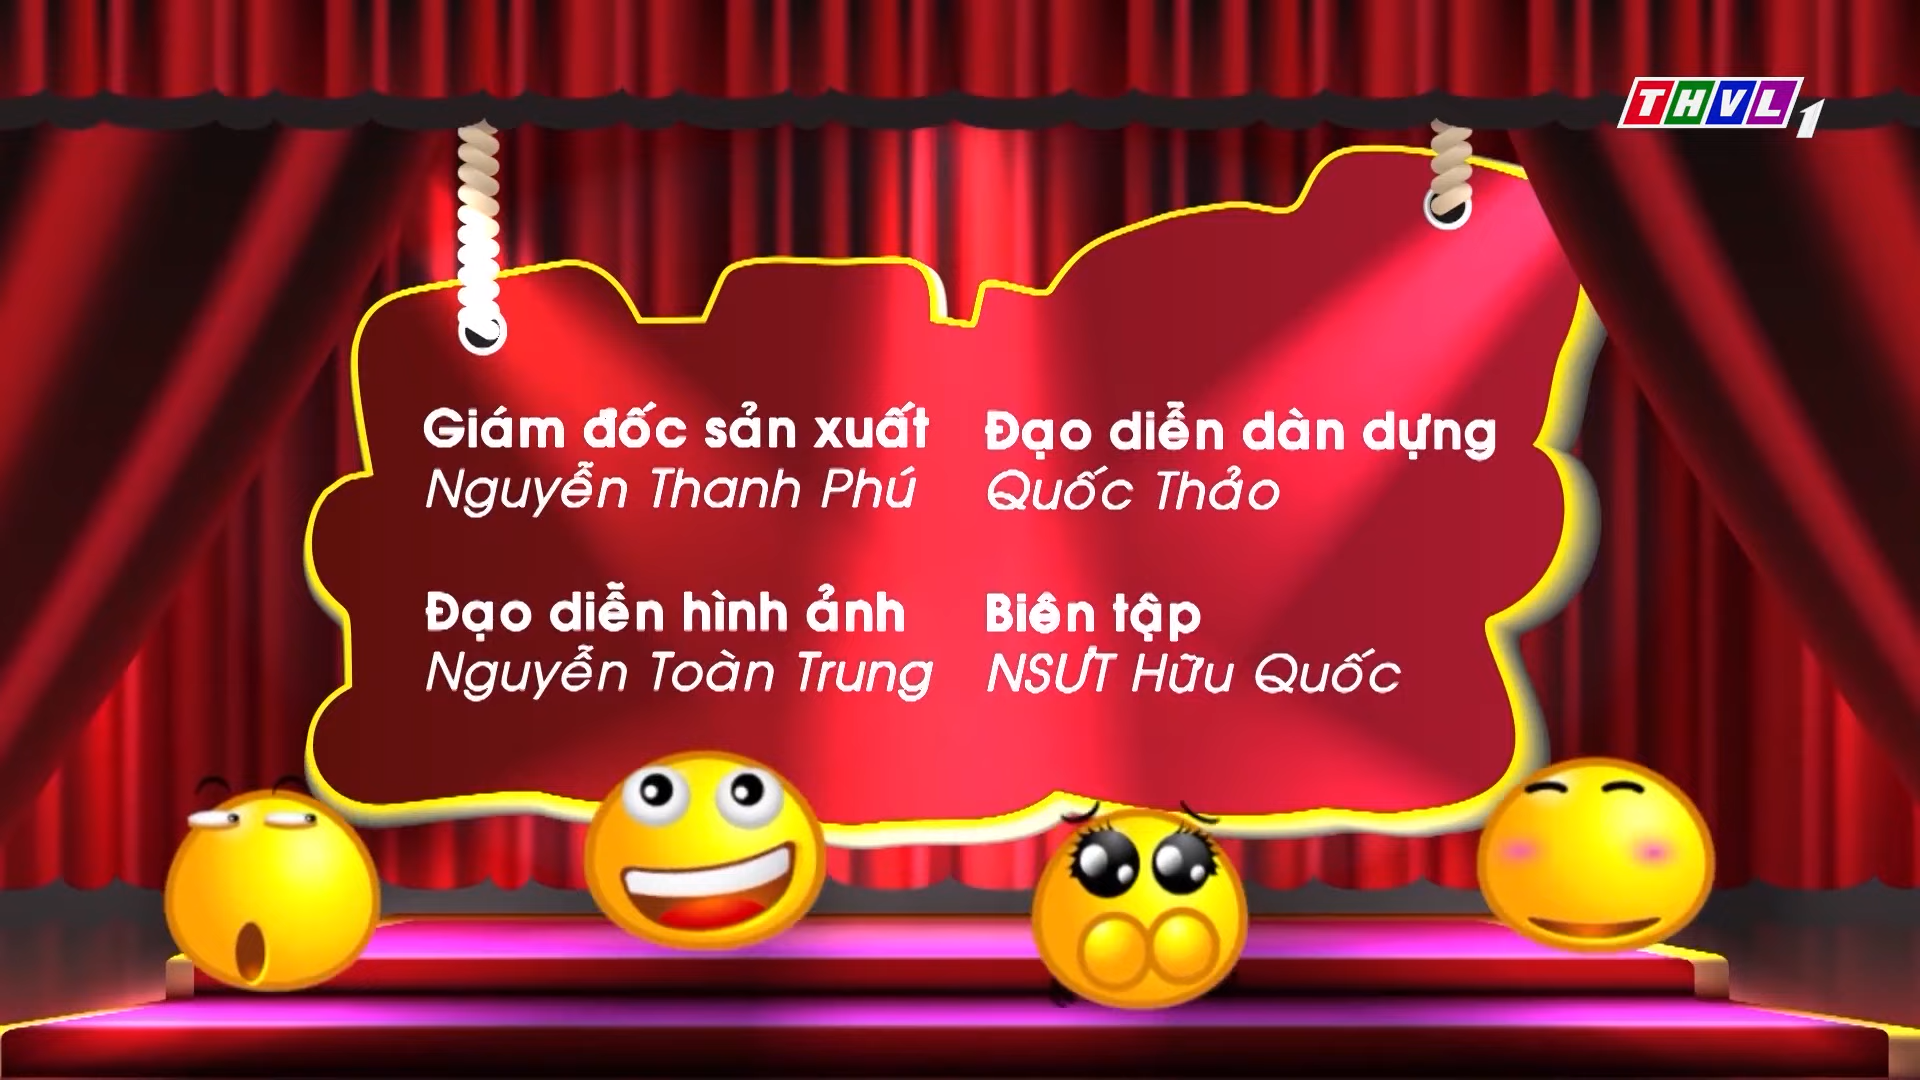 THVL1
Giám đốc sản xuất
Nguyễn Thanh Phú
Đạo diễn dàn dựng
Quốc Thảo
Đạo diễn hình ảnh
Nguyễn Toàn Trung
Biên tập
NSƯT Hữu Quốc